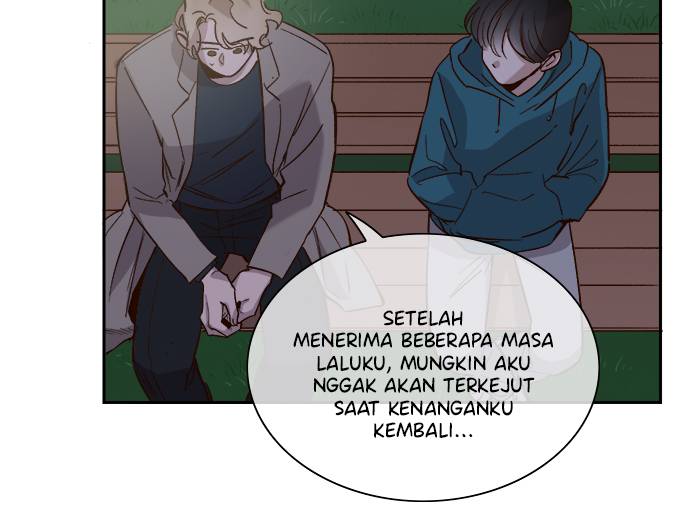 SETELAH
MENERIMA BEBERAPA MASA
LALUKU, MUNGKIN AKU
NGGAK AKAN TERKEJUT
SAAT KENANGANKU
KEMBALI...